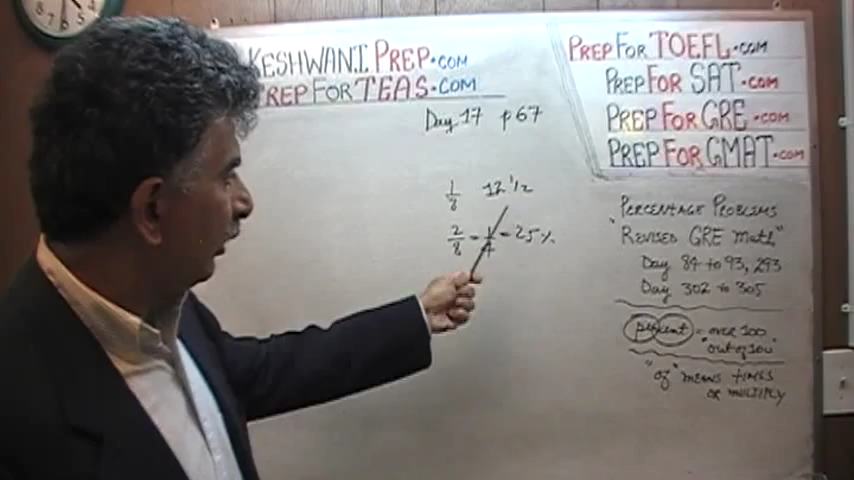 KESHWANI PREP.COM
PREP FOR TEAS.COM
PREP FOR TOEFL.COM
PREP FOR SAT.COM
PREP FOR GRE.COM
PREP FOR GMAT.COM
Day 17 p 67
1/8 12 1/2
2/8 = 1/4 = 25%
PERCENTAGE PROBLEMS
"REVISED GRE Math"
Day 84 to 93, 293
Day 302 to 305
percent = over 100
"out of 100"
"of" MEANS TIMES
OR MULTIPLY